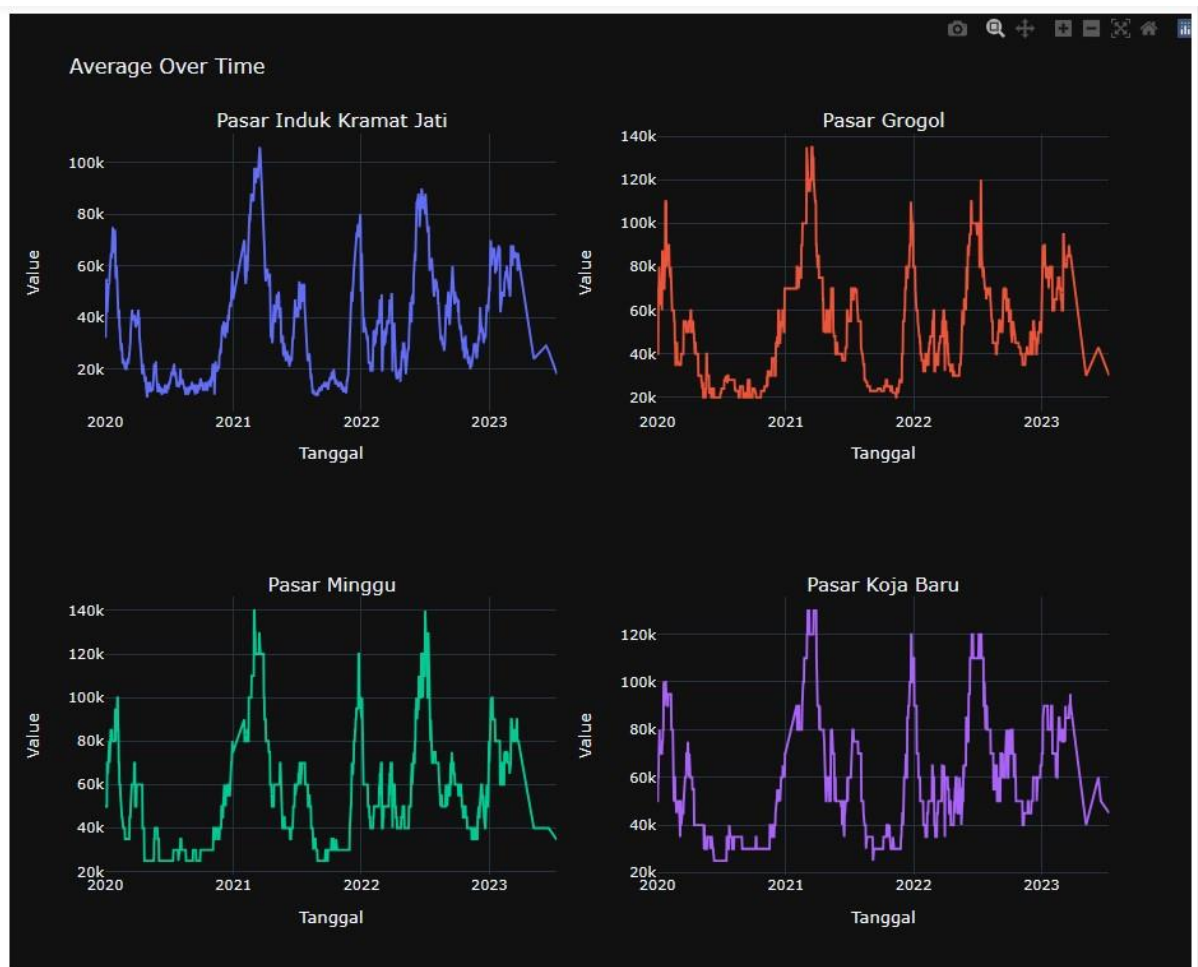 Average Over Time
Pasar Induk Kramat Jati
100k
80k
60k
40k
20k
Value
2020 2021 2022 2023
Tanggal
Pasar Grogol
140k
120k
100k
80k
60k
40k
20k
Value
2020 2021 2022 2023
Tanggal
Pasar Minggu
140k
120k
100k
80k
60k
40k
20k
Value
2020 2021 2022 2023
Tanggal
Pasar Koja Baru
120k
100k
80k
60k
40k
20k
Value
2020 2021 2022 2023
Tanggal